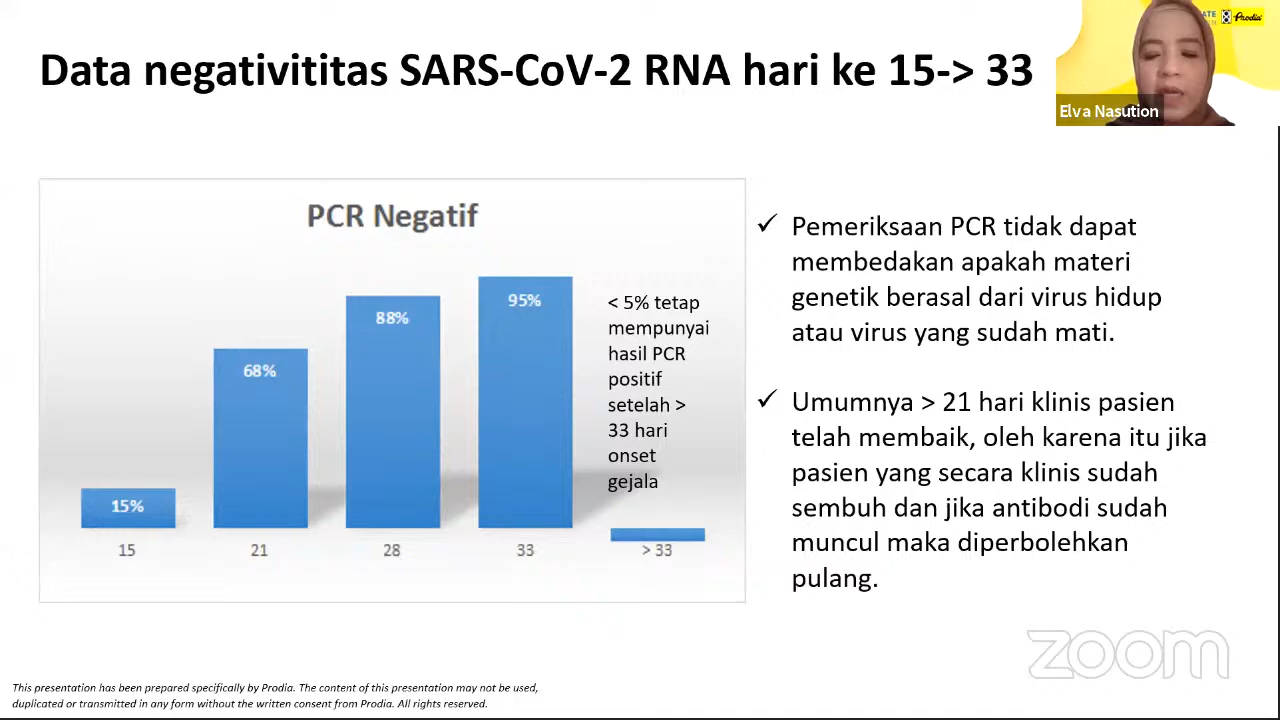 Data negativititas SARS-CoV-2 RNA hari ke 15-> 33
Prodia
Elva Nasution
PCR Negatif
15%
68%
88%
95%
< 5% tetap
mempunyai
hasil PCR
positif
setelah >
33 hari
onset
gejala
15
21
28
33
> 33
✓ Pemeriksaan PCR tidak dapat
membedakan apakah materi
genetik berasal dari virus hidup
atau virus yang sudah mati.
✓ Umumnya > 21 hari klinis pasien
telah membaik, oleh karena itu jika
pasien yang secara klinis sudah
sembuh dan jika antibodi sudah
muncul maka diperbolehkan
pulang.
zoom
This presentation has been prepared specifically by Prodia. The content of this presentation may not be used,
duplicated or transmitted in any form without the written consent from Prodia. All rights reserved.